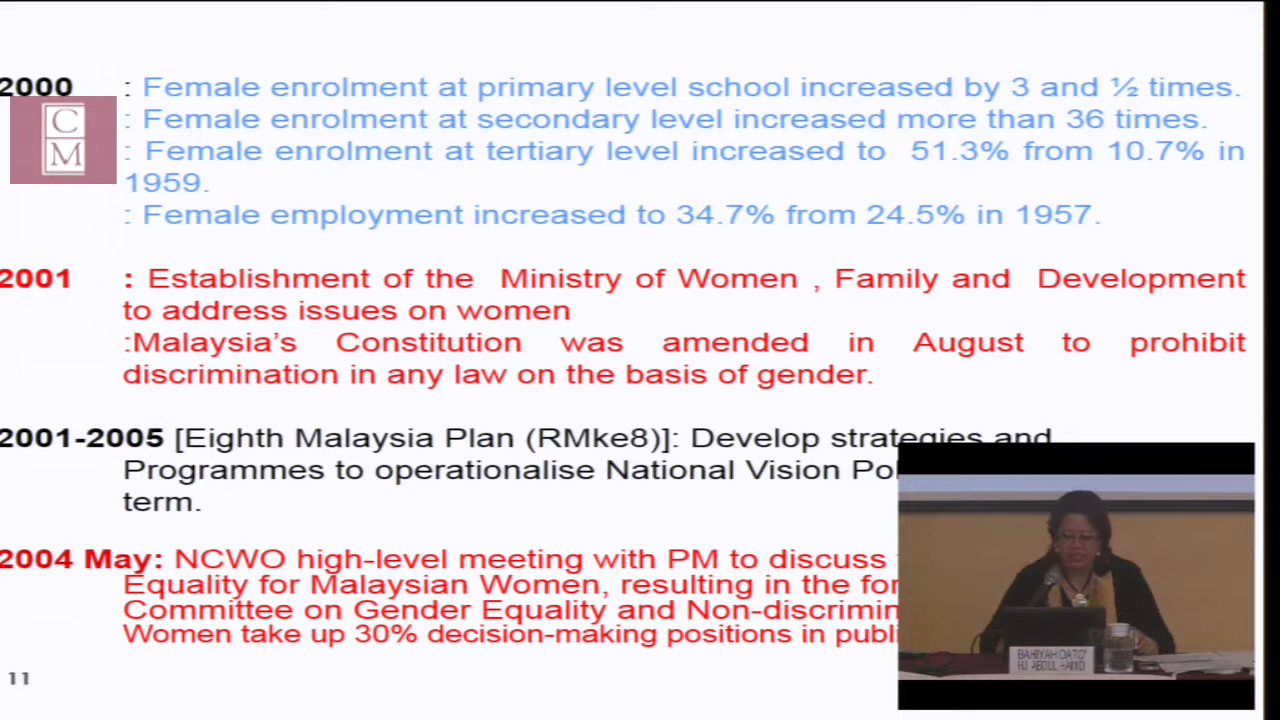 2000 : Female enrolment at primary level school increased by 3 and ½ times.
: Female enrolment at secondary level increased more than 36 times.
: Female enrolment at tertiary level increased to 51.3% from 10.7% in
1959.
: Female employment increased to 34.7% from 24.5% in 1957.
C
M
2001 : Establishment of the Ministry of Women , Family and Development
to address issues on women
:Malaysia's Constitution was amended in August to prohibit
discrimination in any law on the basis of gender.
2001-2005 [Eighth Malaysia Plan (RMke8)]: Develop strategies and
Programmes to operationalise National Vision
term.
2004 May: NCWO high-level meeting with PM to discuss
Equality for Malaysian Women, resulting in the
Committee on Gender Equality and
Women take up 30% decision-making positions in
11
BAHIYAH DATO'
HJ ABDUL HAMID